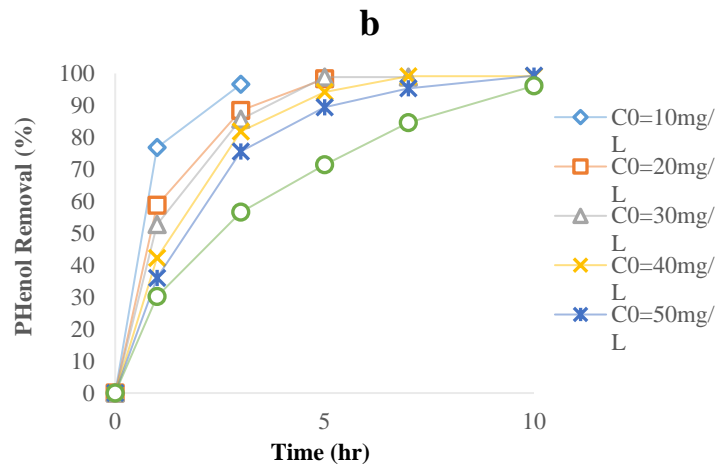 b
100
90
80
70
60
50
40
30
20
10
0
PHenol Removal (%)
0
5
10
Time (hr)
C0=10mg/
L
C0=20mg/
L
C0=30mg/
L
C0=40mg/
L
C0=50mg/
L